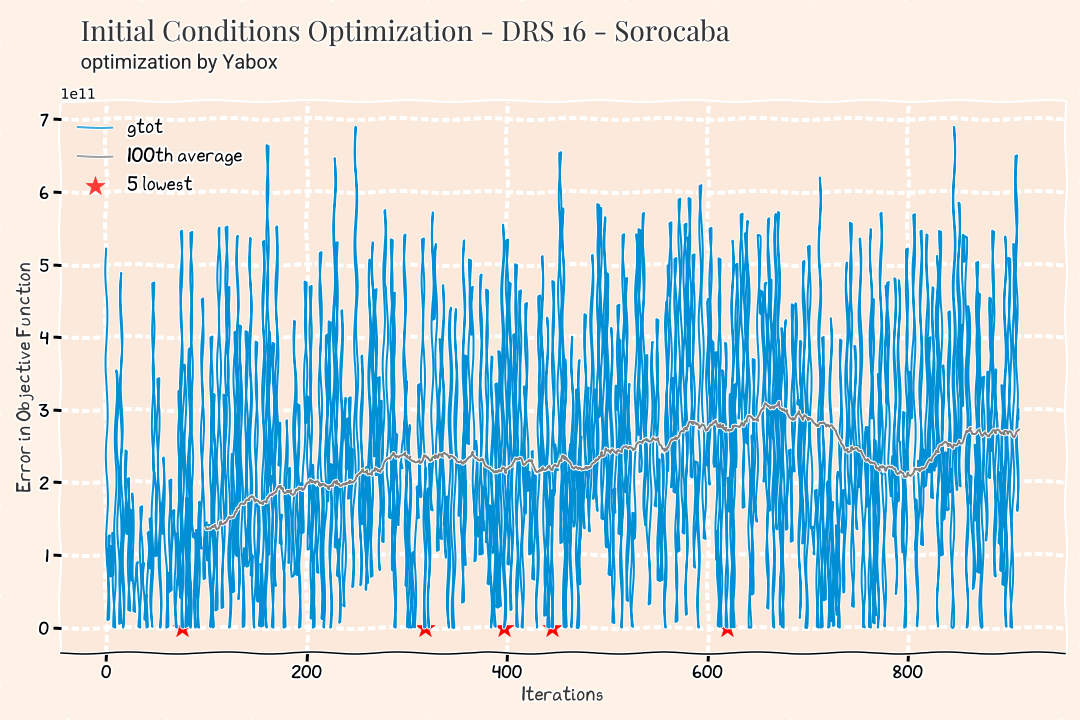 Initial Conditions Optimization - DRS 16 - Sorocaba
optimization by Yabox
1e11
gtot
100th average
5 lowest
7
6
5
4
3
2
1
0
Error in Objective Function
0 200 400 600 800
Iterations